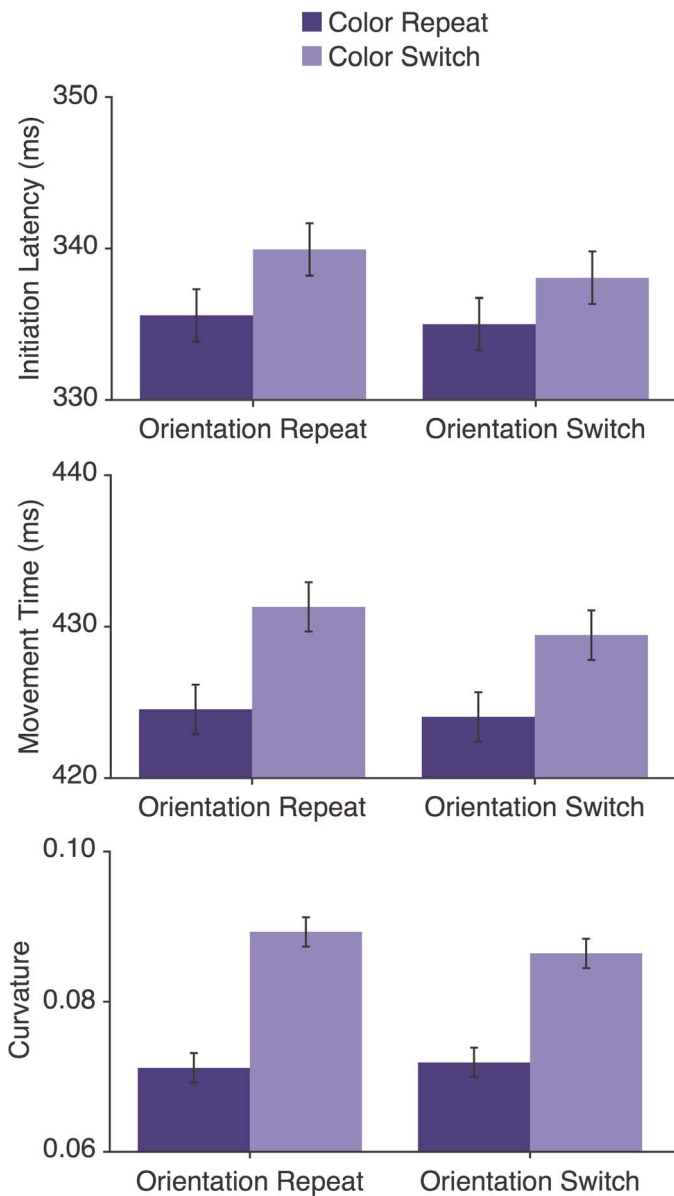 Color Repeat
Color Switch
350
340
330
Initiation Latency (ms)
Orientation Repeat Orientation Switch
440
430
420
Movement Time (ms)
Orientation Repeat Orientation Switch
0.10
0.08
0.06
Curvature
Orientation Repeat Orientation Switch